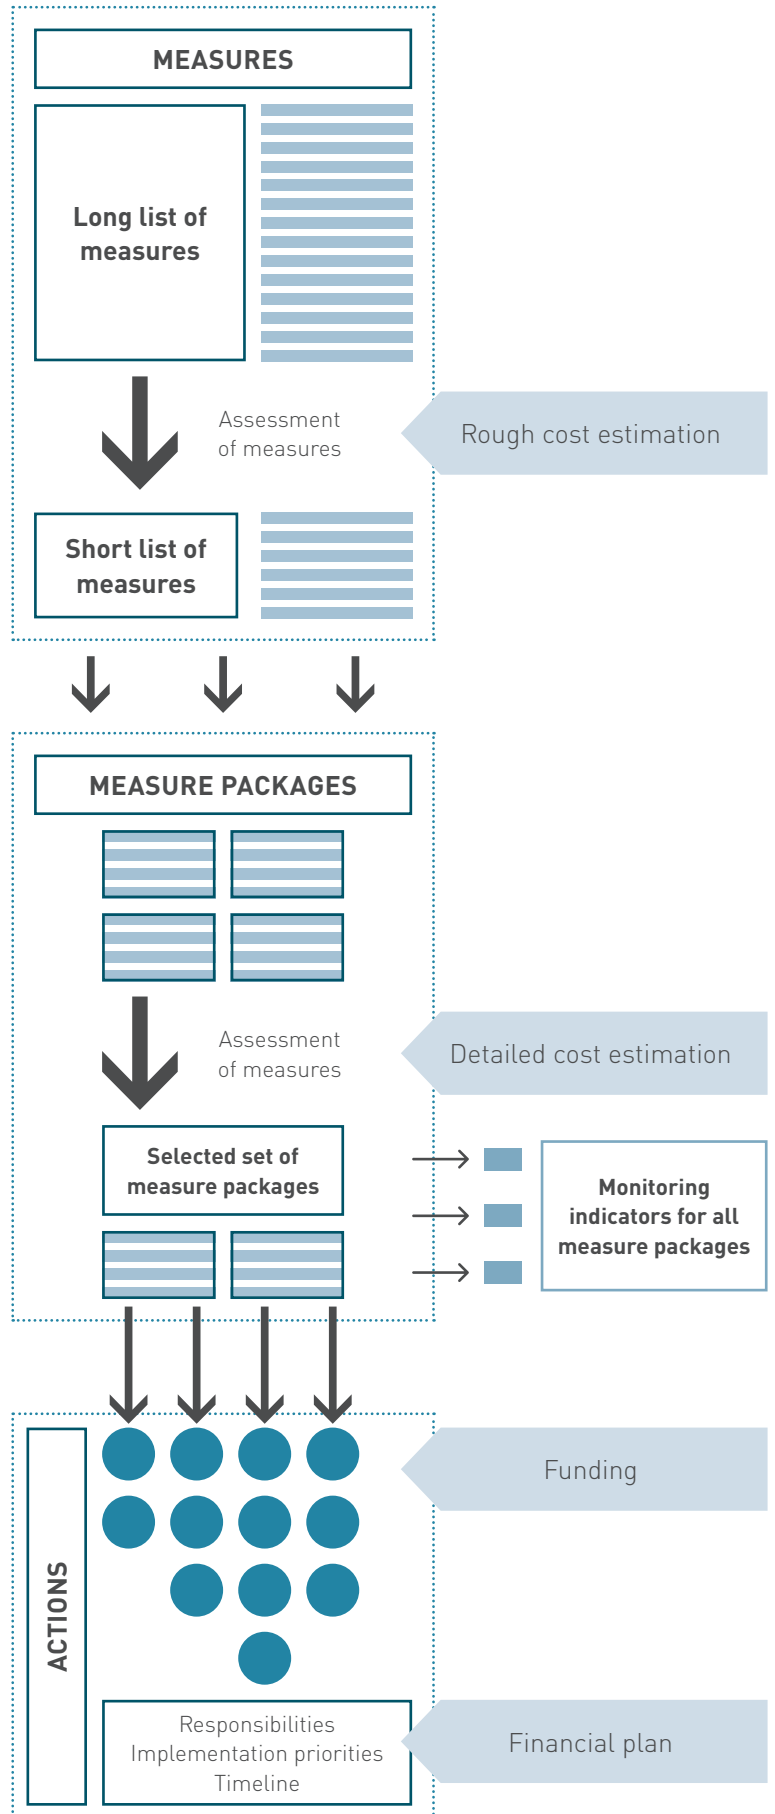 MEASURES
Long list of
measures
Assessment
of measures
Rough cost estimation
Short list of
measures
MEASURE PACKAGES
Assessment
of measures
Detailed cost estimation
Selected set of
measure packages
Monitoring
indicators for all
measure packages
ACTIONS
Funding
Responsibilities
Implementation priorities
Timeline
Financial plan